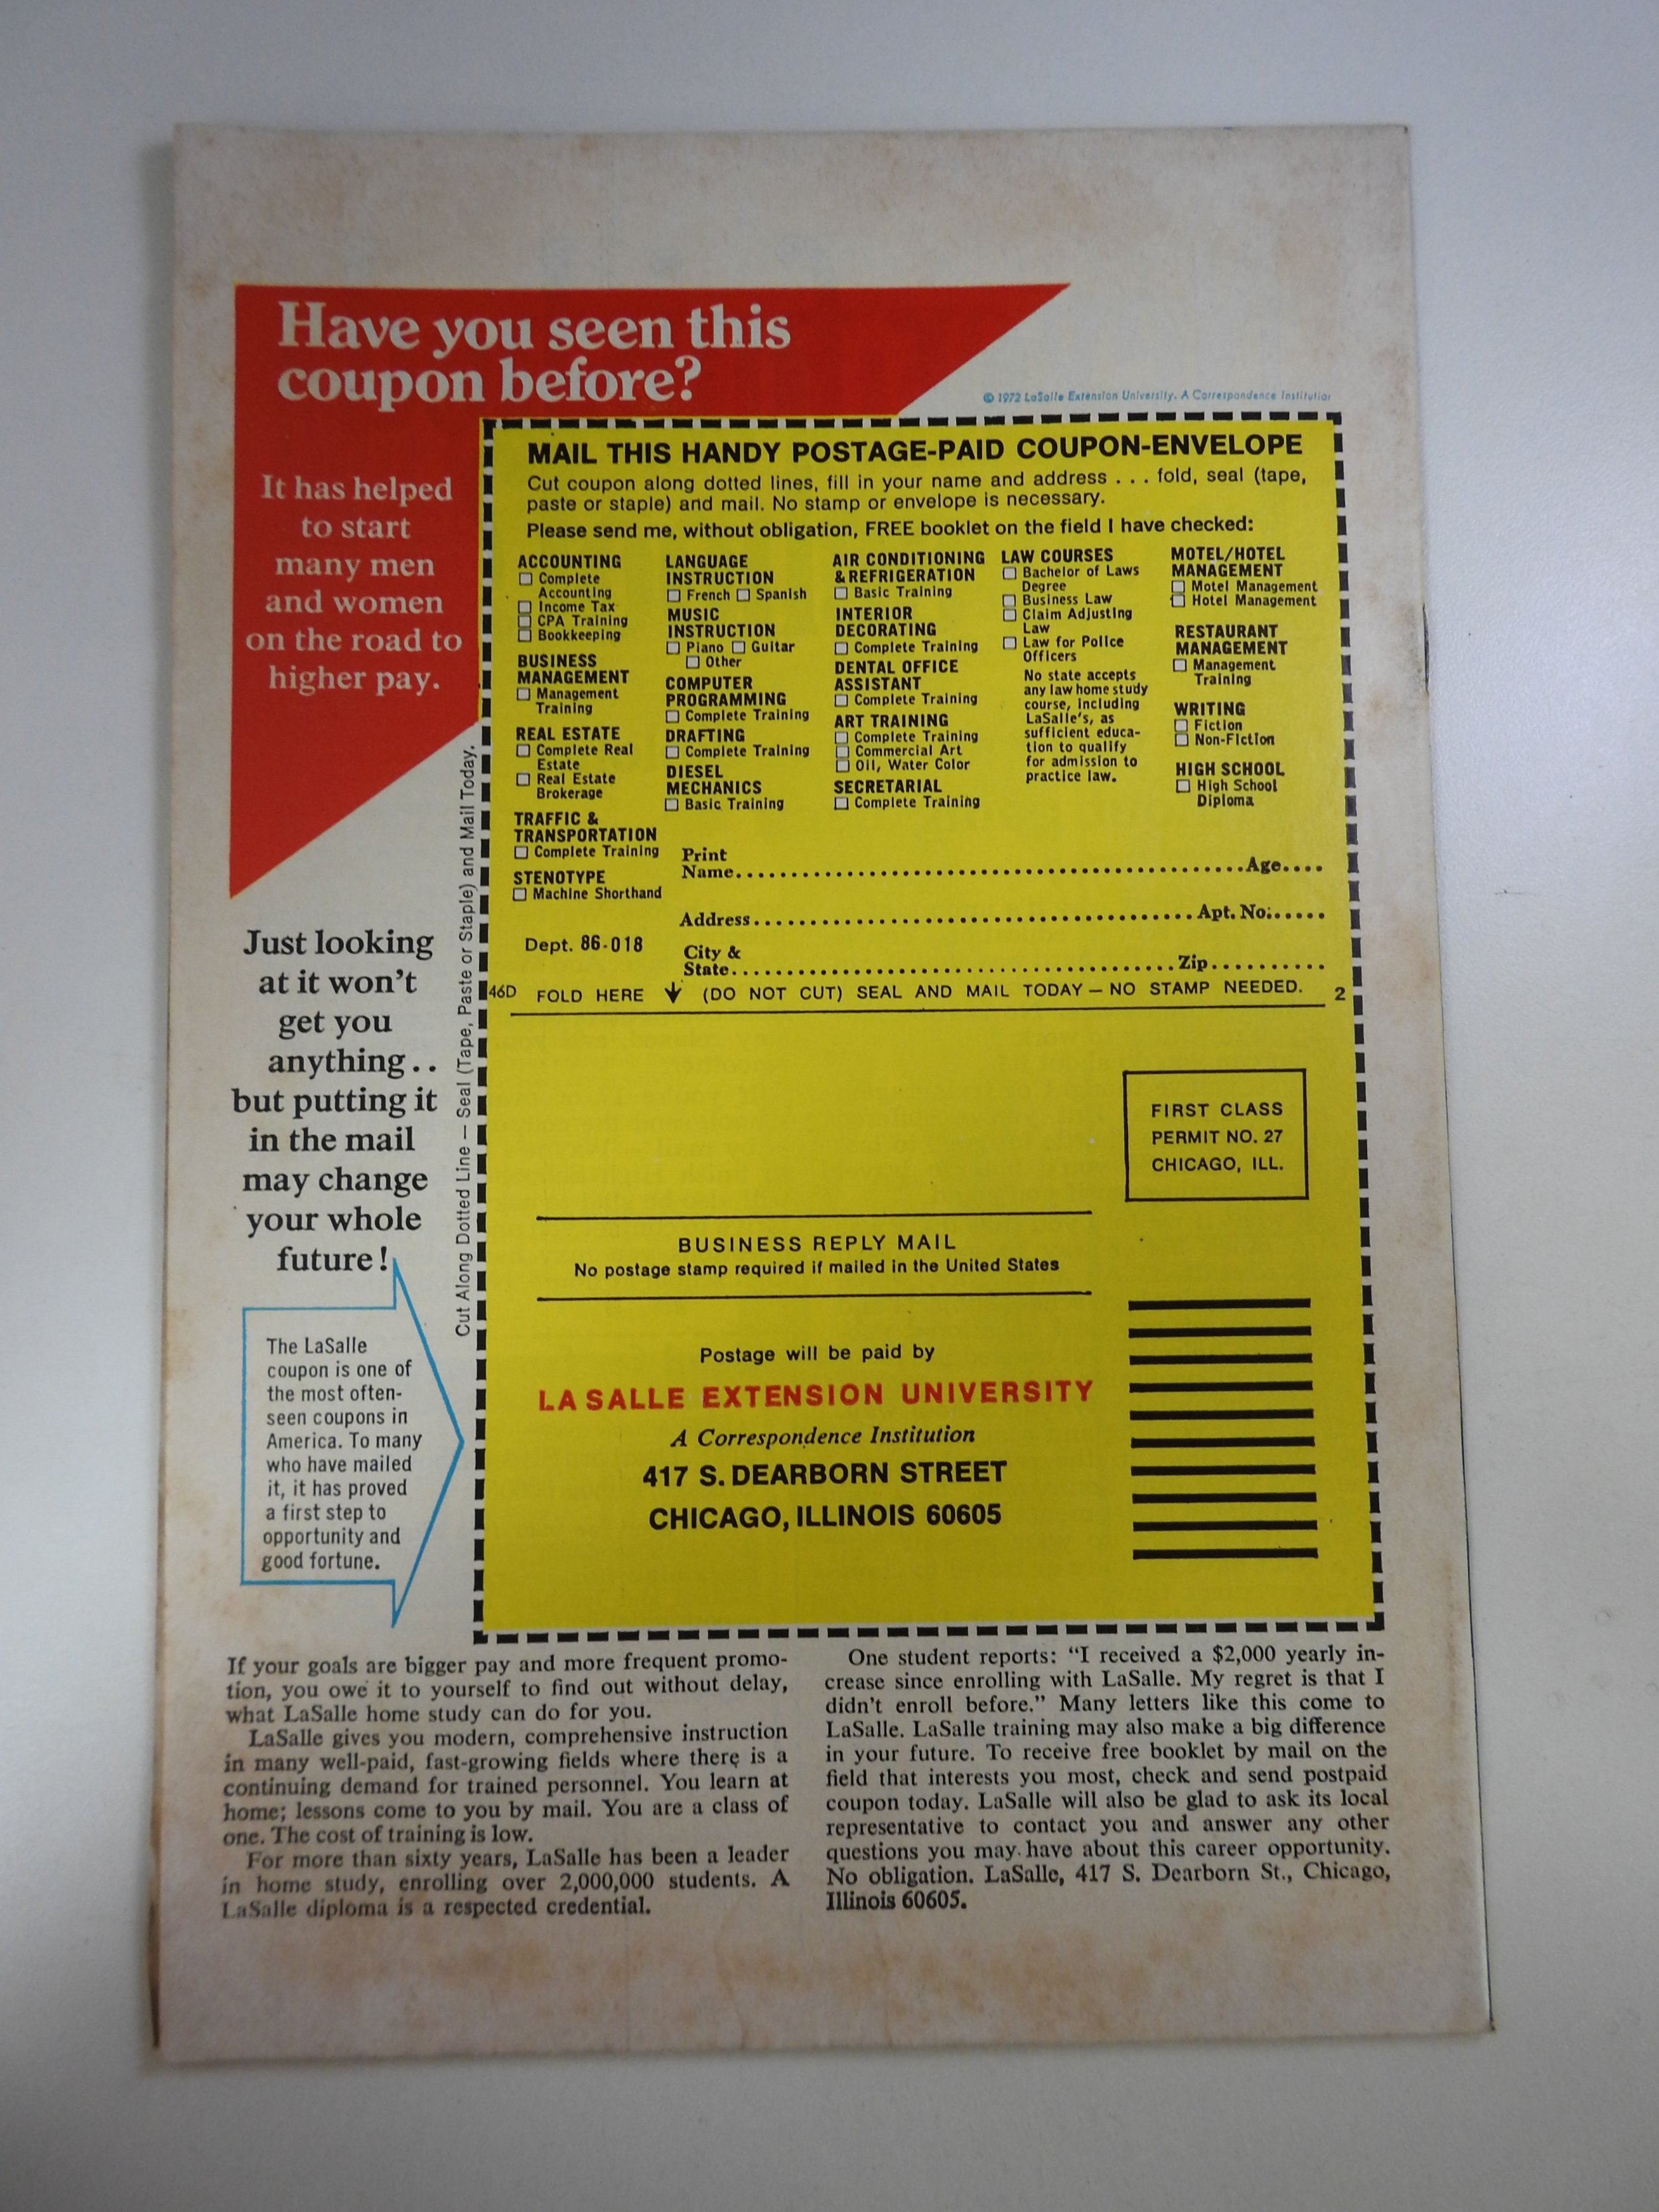 Have you seen this
coupon before?
It has helped
to start
many men
and women
on the road to
higher pay.
Just looking
at it won't
get you
anything..
but putting it
in the mail
may change
your whole
future!
The LaSalle
coupon is one of
the most often-
seen coupons in
America. To many
who have mailed
it, it has proved
a first step to
opportunity and
good fortune.
Cut Along Dotted Line — Seal (Tape, Paste or Staple) and Mail Today.
© 1972 LaSalle Extension University. A Correspondence Institution
MAIL THIS HANDY POSTAGE-PAID COUPON-ENVELOPE
Cut coupon along dotted lines, fill in your name and address . . . fold, seal (tape,
paste or staple) and mail. No stamp or envelope is necessary.
Please send me, without obligation, FREE booklet on the field I have checked:
ACCOUNTING
Complete
Accounting
Income Tax
CPA Training
Bookkeeping
BUSINESS
MANAGEMENT
Management
Training
REAL ESTATE
Complete Real
Estate
Real Estate
Brokerage
TRAFFIC &
TRANSPORTATION
Complete Training
STENOTYPE
Machine Shorthand
LANGUAGE
INSTRUCTION
French Spanish
MUSIC
INSTRUCTION
Piano Guitar
Other
COMPUTER
PROGRAMMING
Complete Training
DRAFTING
Complete Training
DIESEL
MECHANICS
Basic Training
AIR CONDITIONING
& REFRIGERATION
Basic Training
INTERIOR
DECORATING
Complete Training
DENTAL OFFICE
ASSISTANT
Complete Training
ART TRAINING
Complete Training
Commercial Art
Oil, Water Color
SECRETARIAL
Complete Training
LAW COURSES
Bachelor of Laws
Degree
Business Law
Claim Adjusting
Law
Law for Police
Officers
No state accepts
any law home study
course, including
LaSalle's, as
sufficient educa-
tion to qualify
for admission to
practice law.
MOTEL/HOTEL
MANAGEMENT
Motel Management
Hotel Management
RESTAURANT
MANAGEMENT
Management
Training
WRITING
Fiction
Non-Fiction
HIGH SCHOOL
High School
Diploma
Print
Name.............................................Age....
Address.......................................Apt. No......
Dept. 86-018
City &
State.......................................Zip..........
46D FOLD HERE ↓ (DO NOT CUT) SEAL AND MAIL TODAY — NO STAMP NEEDED. 2
FIRST CLASS
PERMIT NO. 27
CHICAGO, ILL.
BUSINESS REPLY MAIL
No postage stamp required if mailed in the United States
Postage will be paid by
LA SALLE EXTENSION UNIVERSITY
A Correspondence Institution
417 S. DEARBORN STREET
CHICAGO, ILLINOIS 60605
If your goals are bigger pay and more frequent promo-
tion, you owe it to yourself to find out without delay,
what LaSalle home study can do for you.
LaSalle gives you modern, comprehensive instruction
in many well-paid, fast-growing fields where there is a
continuing demand for trained personnel. You learn at
home; lessons come to you by mail. You are a class of
one. The cost of training is low.
For more than sixty years, LaSalle has been a leader
in home study, enrolling over 2,000,000 students. A
LaSalle diploma is a respected credential.
One student reports: "I received a $2,000 yearly in-
crease since enrolling with LaSalle. My regret is that I
didn't enroll before." Many letters like this come to
LaSalle. LaSalle training may also make a big difference
in your future. To receive free booklet by mail on the
field that interests you most, check and send postpaid
coupon today. LaSalle will also be glad to ask its local
representative to contact you and answer any other
questions you may have about this career opportunity.
No obligation. LaSalle, 417 S. Dearborn St., Chicago,
Illinois 60605.